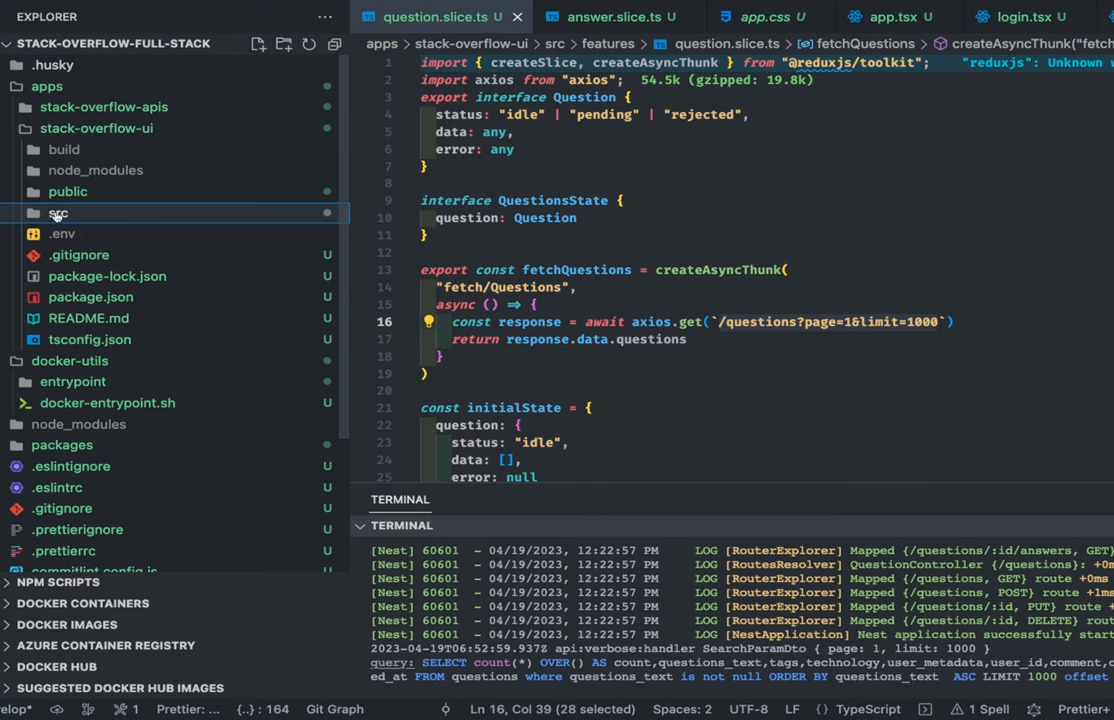 EXPLORER
question.slice.ts U
answer.slice.ts U
app.css U
app.tsx U
login.tsx U
STACK-OVERFLOW-FULL-STACK
apps > stack-overflow-ui > src > features > question.slice.ts > fetchQuestions > createAsyncThunk("fetch/
.husky
apps
stack-overflow-apis
stack-overflow-ui
build
node_modules
public
src
.env
.gitignore U
package-lock.json U
package.json U
README.md U
tsconfig.json U
docker-utils
entrypoint
docker-entrypoint.sh U
node_modules
packages
.eslintignore U
.eslintrc U
.gitignore U
.prettierignore U
.prettierrc U
commitlint.config.js U
NPM SCRIPTS
DOCKER CONTAINERS
DOCKER IMAGES
AZURE CONTAINER REGISTRY
DOCKER HUB
SUGGESTED DOCKER HUB IMAGES
1 import { createSlice, createAsyncThunk } from "@reduxjs/toolkit"; "reduxjs": Unknown w
2 import axios from "axios"; 54.5k (gzipped: 19.8k)
3 export interface Question {
4 status: "idle" | "pending" | "rejected",
5 data: any,
6 error: any
7 }
8
9 interface QuestionsState {
10 question: Question
11 }
12
13 export const fetchQuestions = createAsyncThunk(
14 "fetch/Questions",
15 async () => {
16 const response = await axios.get(`/questions?page=1&limit=1000`)
17 return response.data.questions
18 }
19 )
20
21 const initialState = {
22 question: {
23 status: "idle",
24 data: [],
25 error: null
TERMINAL
TERMINAL
[Nest] 60601 - 04/19/2023, 12:22:57 PM LOG [RouterExplorer] Mapped {/questions/:id/answers, GET}
[Nest] 60601 - 04/19/2023, 12:22:57 PM LOG [RoutesResolver] QuestionController {/questions}: +0m
[Nest] 60601 - 04/19/2023, 12:22:57 PM LOG [RouterExplorer] Mapped {/questions, GET} route +0ms
[Nest] 60601 - 04/19/2023, 12:22:57 PM LOG [RouterExplorer] Mapped {/questions, POST} route +1ms
[Nest] 60601 - 04/19/2023, 12:22:57 PM LOG [RouterExplorer] Mapped {/questions/:id, PUT} route +
[Nest] 60601 - 04/19/2023, 12:22:57 PM LOG [RouterExplorer] Mapped {/questions/:id, DELETE} route
[Nest] 60601 - 04/19/2023, 12:22:57 PM LOG [NestApplication] Nest application successfully start
2023-04-19T06:52:59.937Z api:verbose:handler SearchParamDto { page: 1, limit: 1000 }
query: SELECT count(*) OVER() AS count,questions_text,tags,technology,user_metadata,user_id,comment,c
ed_at FROM questions where questions_text is not null ORDER BY questions_text ASC LIMIT 1000 offset
velop* 1 Prettier: ... 164 Git Graph Ln 16, Col 39 (28 selected) Spaces: 2 UTF-8 LF TypeScript 1 Spell Prettier+